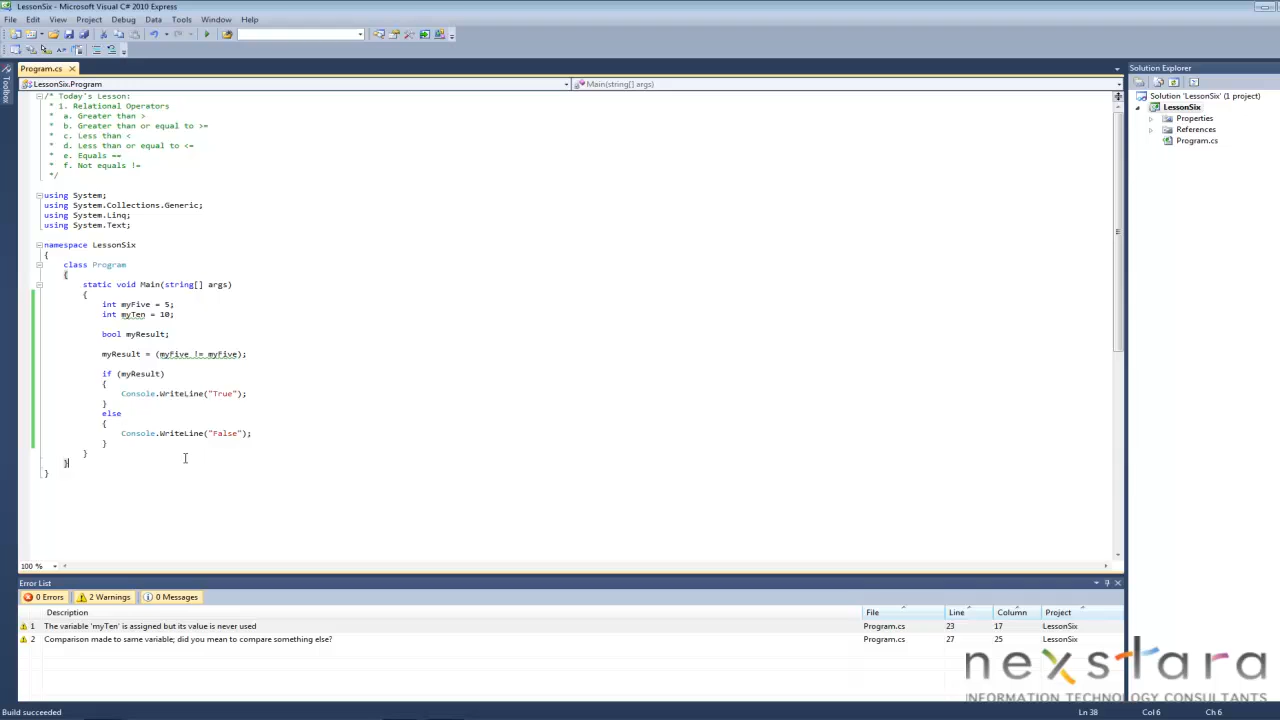 LessonSix - Microsoft Visual C# 2010 Express
File Edit View Project Debug Data Tools Window Help
Toolbox
Program.cs
LessonSix.Program
Main(string[] args)
/* Today's Lesson:
* 1. Relational Operators
* a. Greater than >
* b. Greater than or equal to >=
* c. Less than <
* d. Less than or equal to <=
* e. Equals ==
* f. Not equals !=
*/
using System;
using System.Collections.Generic;
using System.Linq;
using System.Text;
namespace LessonSix
{
class Program
{
static void Main(string[] args)
{
int myFive = 5;
int myTen = 10;
bool myResult;
myResult = (myFive != myFive);
if (myResult)
{
Console.WriteLine("True");
}
else
{
Console.WriteLine("False");
}
}
}
}
100 %
Solution Explorer
Solution 'LessonSix' (1 project)
LessonSix
Properties
References
Program.cs
Error List
0 Errors 2 Warnings 0 Messages
Description File Line Column Project
1 The variable 'myTen' is assigned but its value is never used Program.cs 23 17 LessonSix
2 Comparison made to same variable; did you mean to compare something else? Program.cs 27 25 LessonSix
nexstara
INFORMATION TECHNOLOGY CONSULTANTS
Build succeeded Ln 38 Col 6 Ch 6